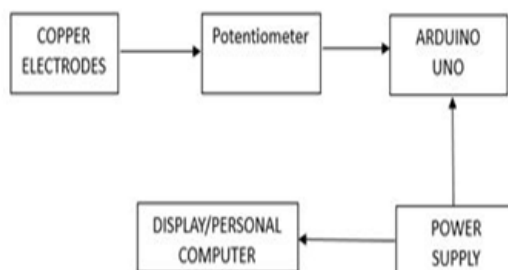 COPPER
ELECTRODES
Potentiometer
ARDUINO
UNO
DISPLAY/PERSONAL
COMPUTER
POWER
SUPPLY